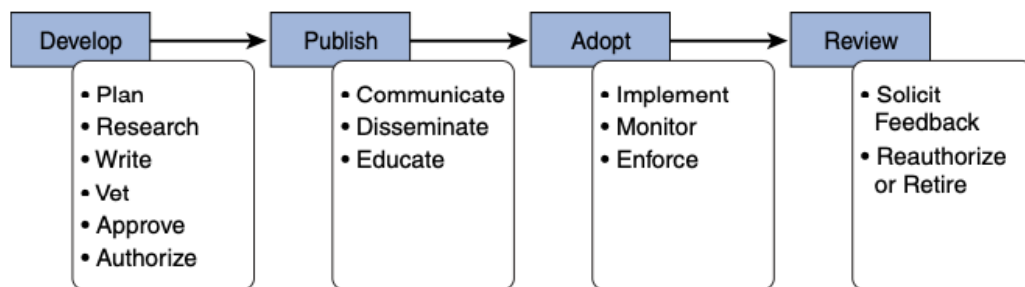 Develop
• Plan
• Research
• Write
• Vet
• Approve
• Authorize
Publish
• Communicate
• Disseminate
• Educate
Adopt
• Implement
• Monitor
• Enforce
Review
• Solicit
Feedback
• Reauthorize
or Retire